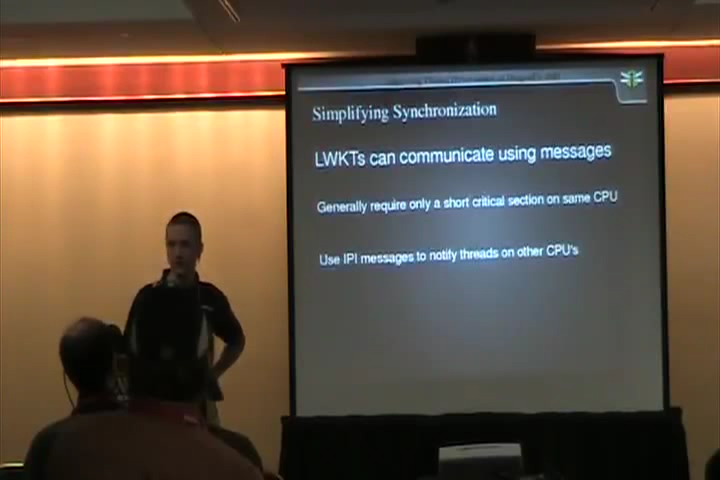 Simplifying Synchronization
LWKTs can communicate using messages
Generally require only a short critical section on same CPU
Use IPI messages to notify threads on other CPU's